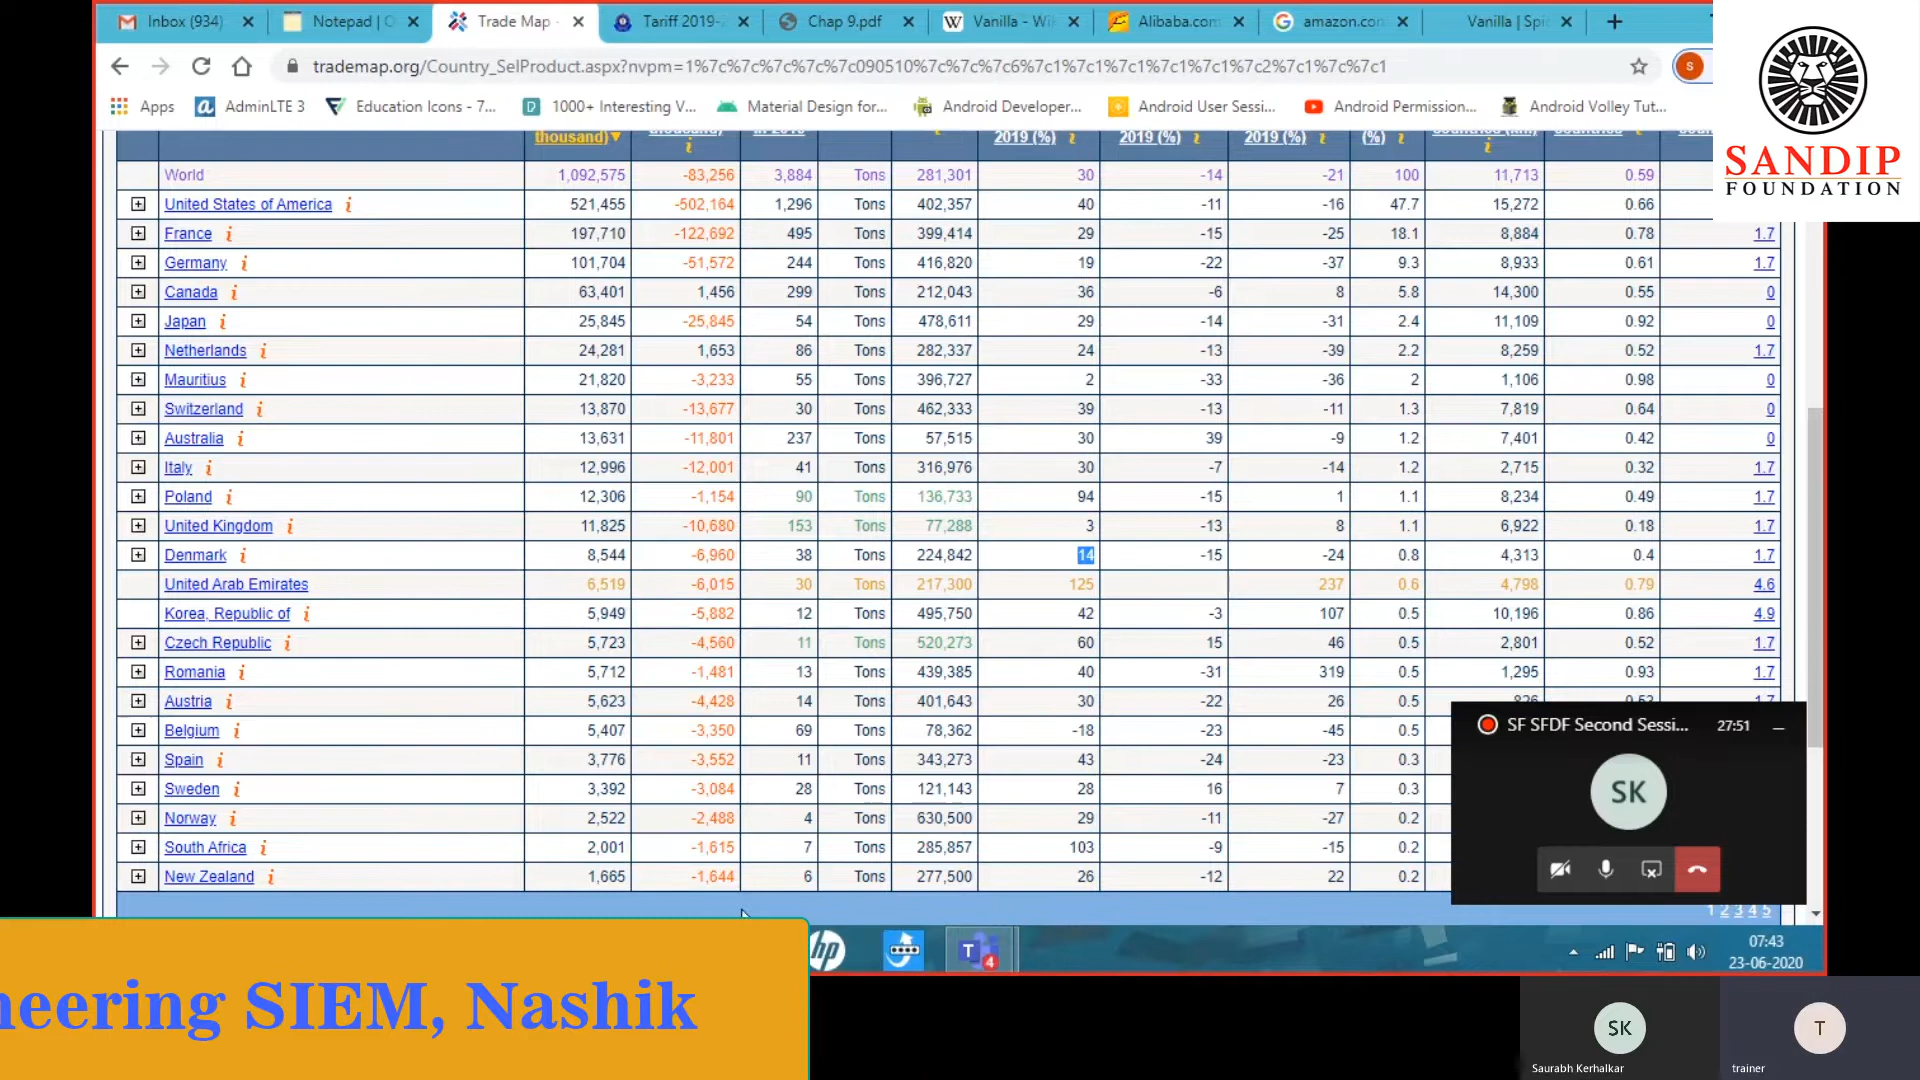 Inbox (934) Notepad | O Trade Map - Tariff 2019- Chap 9.pdf Vanilla - Wi Alibaba.com amazon.co Vanilla | Spi
trademap.org/Country_SelProduct.aspx?nvpm=1%7c%7c%7c%7c%7c090510%7c%7c%7c6%7c1%7c1%7c1%7c1%7c1%7c2%7c1%7c%7c1
S
Apps AdminLTE 3 Education Icons - 7... 1000+ Interesting V... Material Design for... Android Developer... Android User Sessi... Android Permission... Android Volley Tut...
SANDIP
FOUNDATION
thousand)▼ thousand) in 2019 2019 (%) 2019 (%) 2019 (%) (%) countries (km) countries
World 1,092,575 -83,256 3,884 Tons 281,301 30 -14 -21 100 11,713 0.59
United States of America 521,455 -502,164 1,296 Tons 402,357 40 -11 -16 47.7 15,272 0.66
France 197,710 -122,692 495 Tons 399,414 29 -15 -25 18.1 8,884 0.78 1.7
Germany 101,704 -51,572 244 Tons 416,820 19 -22 -37 9.3 8,933 0.61 1.7
Canada 63,401 1,456 299 Tons 212,043 36 -6 8 5.8 14,300 0.55 0
Japan 25,845 -25,845 54 Tons 478,611 29 -14 -31 2.4 11,109 0.92 0
Netherlands 24,281 1,653 86 Tons 282,337 24 -13 -39 2.2 8,259 0.52 1.7
Mauritius 21,820 -3,233 55 Tons 396,727 2 -33 -36 2 1,106 0.98 0
Switzerland 13,870 -13,677 30 Tons 462,333 39 -13 -11 1.3 7,819 0.64 0
Australia 13,631 -11,801 237 Tons 57,515 30 39 -9 1.2 7,401 0.42 0
Italy 12,996 -12,001 41 Tons 316,976 30 -7 -14 1.2 2,715 0.32 1.7
Poland 12,306 -1,154 90 Tons 136,733 94 -15 1 1.1 8,234 0.49 1.7
United Kingdom 11,825 -10,680 153 Tons 77,288 3 -13 8 1.1 6,922 0.18 1.7
Denmark 8,544 -6,960 38 Tons 224,842 14 -15 -24 0.8 4,313 0.4 1.7
United Arab Emirates 6,519 -6,015 30 Tons 217,300 125 237 0.6 4,798 0.79 4.6
Korea, Republic of 5,949 -5,882 12 Tons 495,750 42 -3 107 0.5 10,196 0.86 4.9
Czech Republic 5,723 -4,560 11 Tons 520,273 60 15 46 0.5 2,801 0.52 1.7
Romania 5,712 -1,481 13 Tons 439,385 40 -31 319 0.5 1,295 0.93 1.7
Austria 5,623 -4,428 14 Tons 401,643 30 -22 26 0.5
Belgium 5,407 -3,350 69 Tons 78,362 -18 -23 -45 0.5
Spain 3,776 -3,552 11 Tons 343,273 43 -24 -23 0.3
Sweden 3,392 -3,084 28 Tons 121,143 28 16 7 0.3
Norway 2,522 -2,488 4 Tons 630,500 29 -11 -27 0.2
South Africa 2,001 -1,615 7 Tons 285,857 103 -9 -15 0.2
New Zealand 1,665 -1,644 6 Tons 277,500 26 -12 22 0.2
1 2 3 4 5
SF SFDF Second Sessi... 27:51
SK
hp T 4
07:43
23-06-2020
neering SIEM, Nashik
SK T
Saurabh Kerhalkar trainer